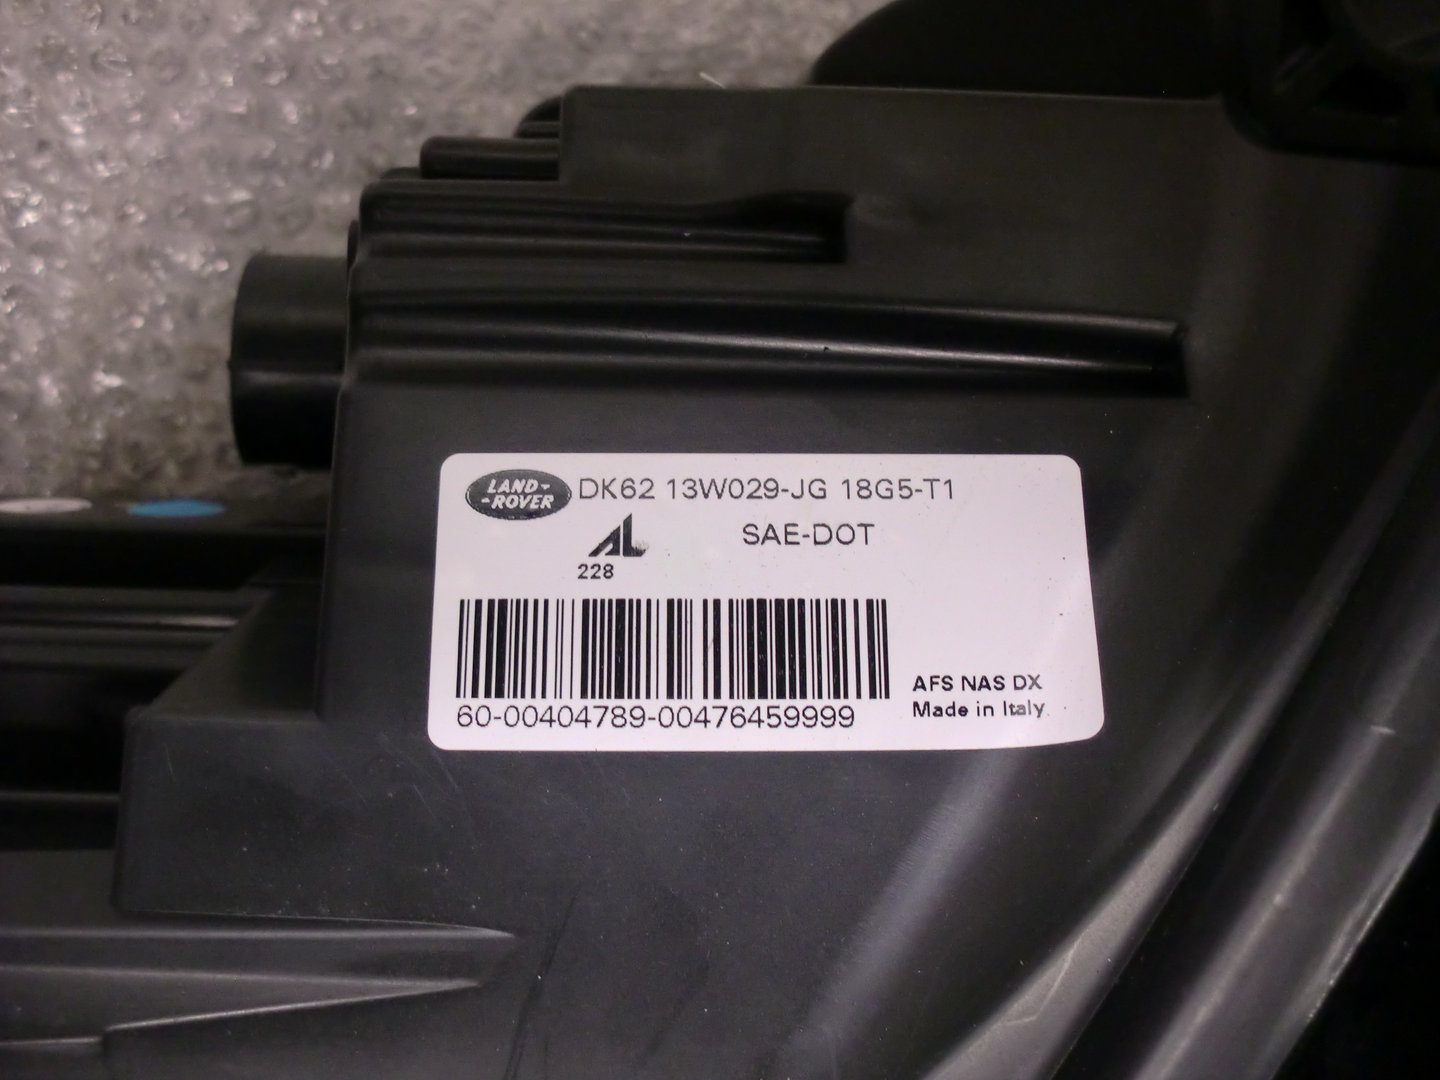 LAND-
-ROVER
DK62 13W029-JG 18G5-T1
AL
SAE-DOT
228
60-00404789-00476459999
AFS NAS DX
Made in Italy